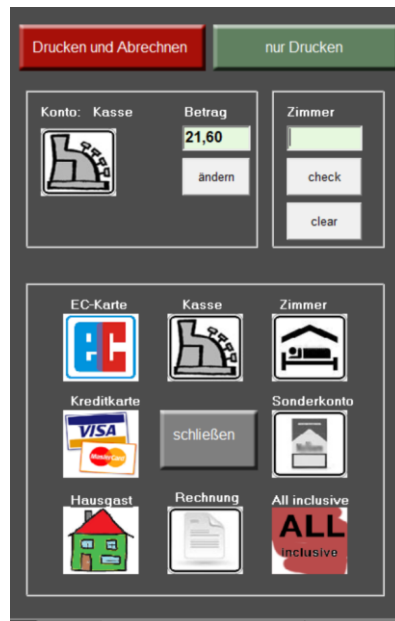 Drucken und Abrechnen
nur Drucken
Konto: Kasse
Betrag
21,60
ändern
Zimmer
check
clear
EC-Karte
Kasse
Zimmer
Kreditkarte
VISA
MasterCard
schließen
Sonderkonto
Hausgast
Rechnung
All inclusive
ALL
inclusive